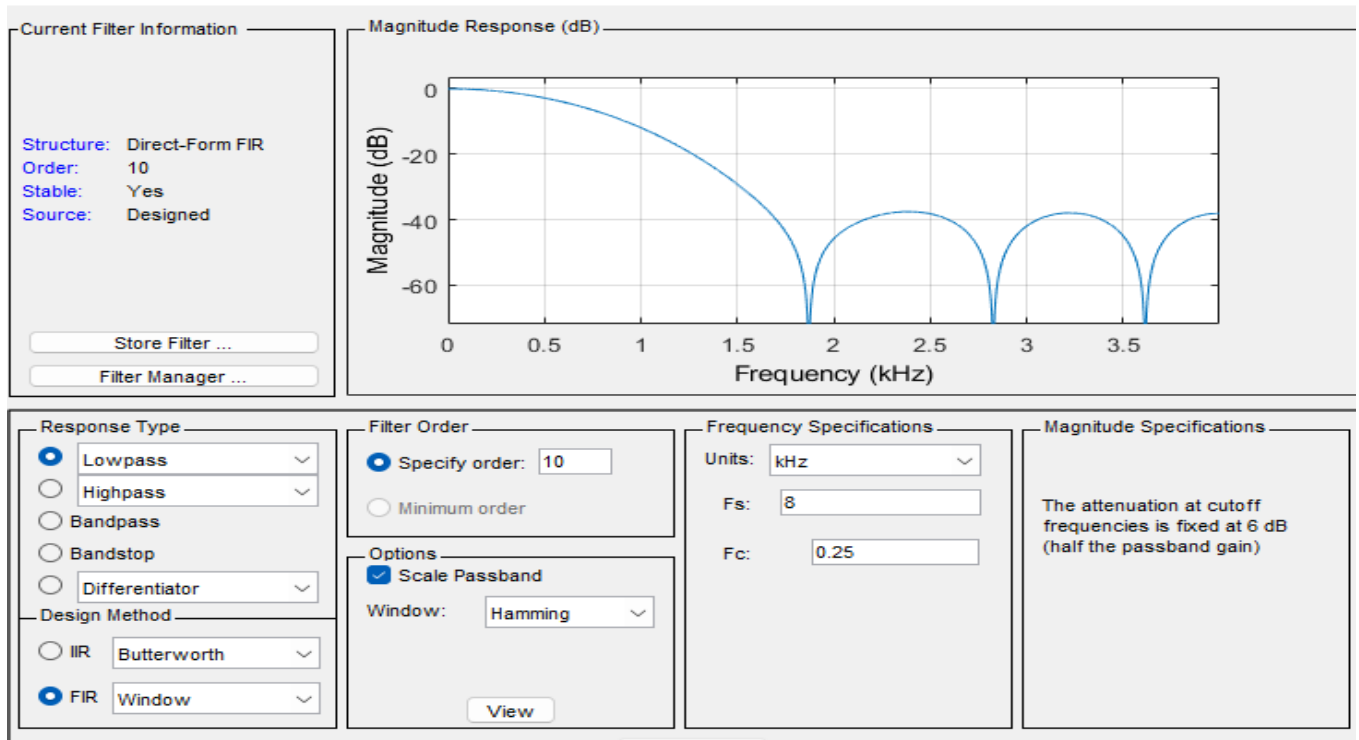 Current Filter Information
Structure: Direct-Form FIR
Order: 10
Stable: Yes
Source: Designed
Store Filter ...
Filter Manager ...
Magnitude Response (dB)
Magnitude (dB)
0
-20
-40
-60
0 0.5 1 1.5 2 2.5 3 3.5
Frequency (kHz)
Response Type
Lowpass
Highpass
Bandpass
Bandstop
Differentiator
Design Method
IIR Butterworth
FIR Window
Filter Order
Specify order: 10
Minimum order
Options
Scale Passband
Window: Hamming
View
Frequency Specifications
Units: kHz
Fs: 8
Fc: 0.25
Magnitude Specifications
The attenuation at cutoff
frequencies is fixed at 6 dB
(half the passband gain)